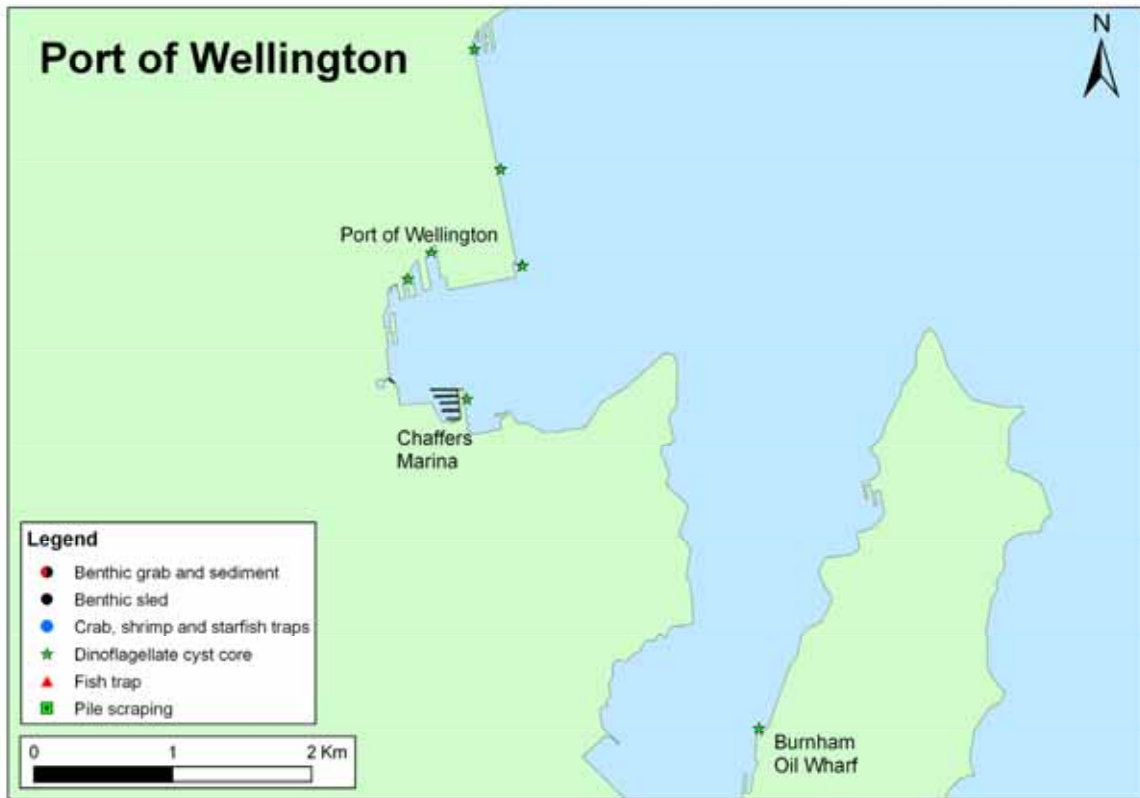 Port of Wellington
N
Port of Wellington
Chaffers
Marina
Legend
Benthic grab and sediment
Benthic sled
Crab, shrimp and starfish traps
Dinoflagellate cyst core
Fish trap
Pile scraping
0 1 2 Km
Burnham
Oil Wharf